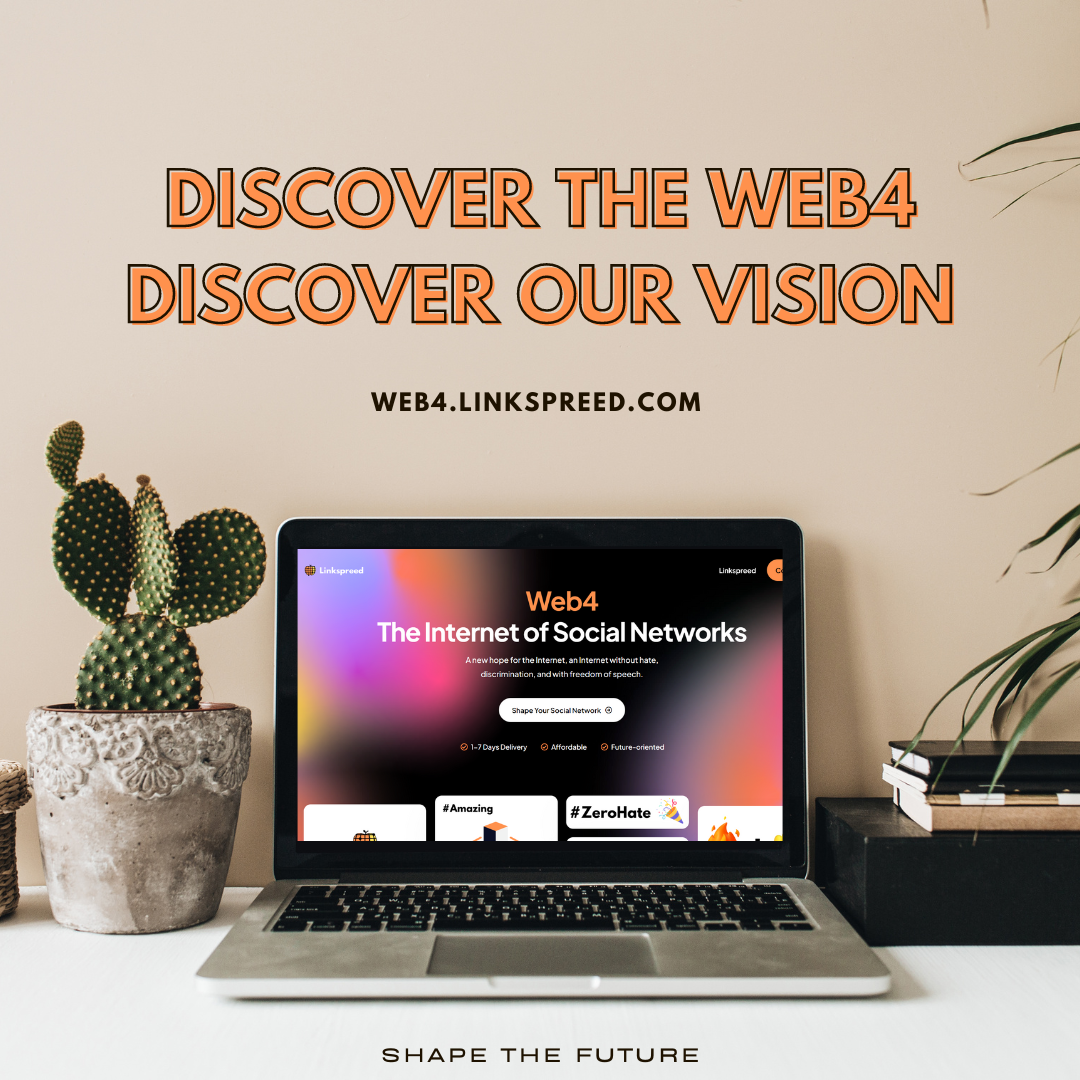 DISCOVER THE WEB4
DISCOVER OUR VISION
WEB4.LINKSPREED.COM
Linkspreed
Linkspreed
Web4
The Internet of Social Networks
A new hope for the Internet, an Internet without hate,
discrimination, and with freedom of speech.
Shape Your Social Network
1-7 Days Delivery
Affordable
Future-oriented
#Amazing
#ZeroHate
SHAPE THE FUTURE